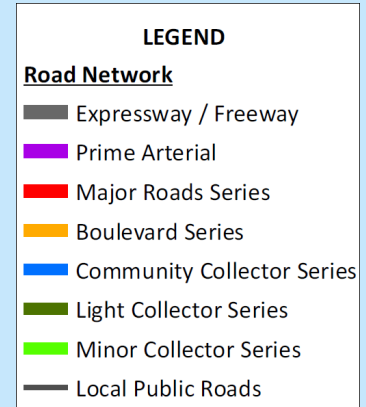 LEGEND
Road Network
Expressway / Freeway
Prime Arterial
Major Roads Series
Boulevard Series
Community Collector Series
Light Collector Series
Minor Collector Series
Local Public Roads